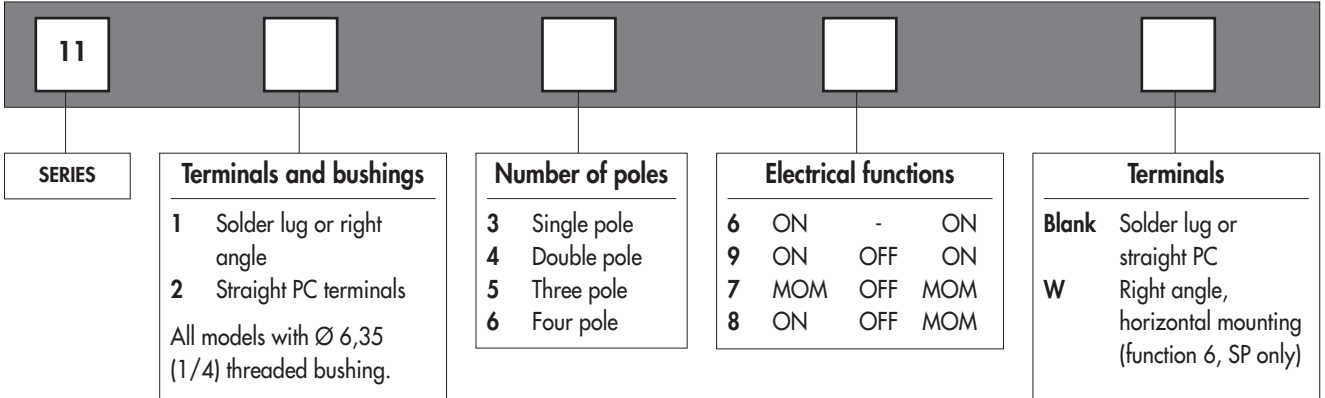 11
SERIES
Terminals and bushings
1 Solder lug or right
angle
2 Straight PC terminals
All models with Ø 6,35
(1/4) threaded bushing.
Number of poles
3 Single pole
4 Double pole
5 Three pole
6 Four pole
Electrical functions
6 ON - ON
9 ON OFF ON
7 MOM OFF MOM
8 ON OFF MOM
Terminals
Blank Solder lug or
straight PC
W Right angle,
horizontal mounting
(function 6, SP only)